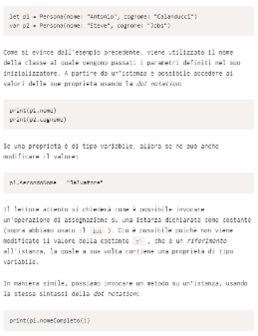 let p1 = Persona(nome: "Antonio", cognome: "Calanducci")
var p2 = Persona(nome: "Steve", cognome: "Jobs")
Come si evince dall'esempio precedente, viene utilizzato il nome
della classe al quale vengono passati i parametri definiti nel suo
inizializzatore. A partire da un'istanza è possibile accedere ai
valori delle sue proprietà usando la dot notation:
print(p1.nome)
print(p1.cognome)
Se una proprietà è di tipo variabile, allora se ne può anche
modificare il valore:
p1.secondoNome = "Salvatore"
Il lettore attento si chiederà come è possibile invocare
un'operazione di assegnazione su una istanza dichiarata come costante
(sopra abbiamo usato il let ). Ciò è possibile poiché non viene
modificato il valore della costante p1 , che è un riferimento
all'istanza, la quale a sua volta contiene una proprietà di tipo
variabile.
In maniera simile, possiamo invocare un metodo su un'istanza, usando
la stessa sintassi della dot notation:
print(p1.nomeCompleto())